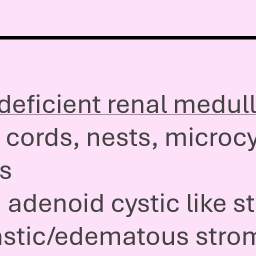 deficient renal medull
cords, nests, microcy
s
adenoid cystic like st
stic/edematous strom